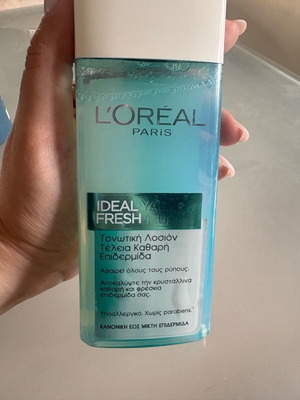 L'ORÉAL
PARIS
IDEAL
FRESH
Τονωτική Λοσιόν
Τέλεια Καθαρή
Επιδερμίδα
Αφαιρεί όλους τους ρύπους.
Αποκαλύψτε την κρυστάλλινα
καθαρή και φρέσκια
επιδερμίδα σας.
Υποαλλεργικό, Χωρίς parabens.
ΚΑΝΟΝΙΚΗ ΕΩΣ ΜΙΚΤΗ ΕΠΙΔΕΡΜΙΔΑ